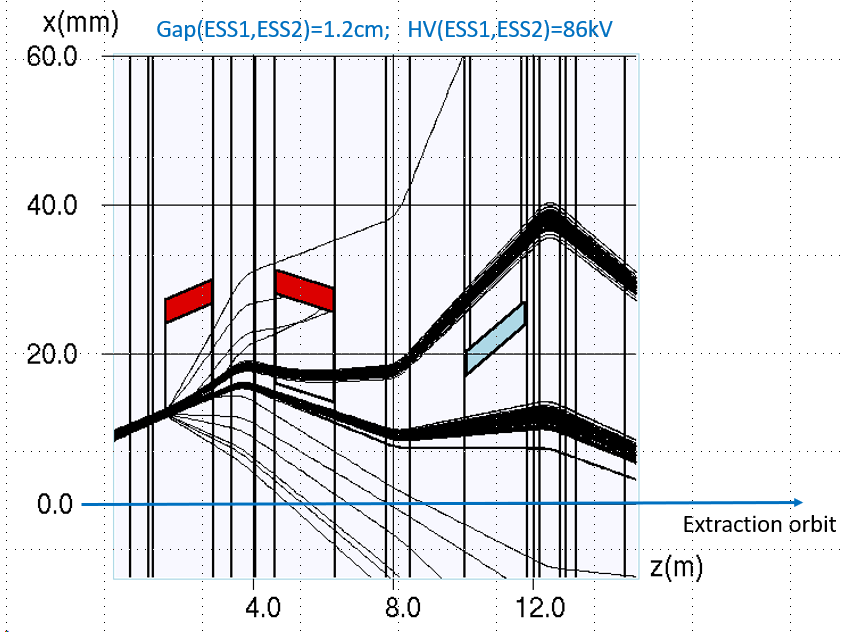 x(mm)
Gap(ESS1,ESS2)=1.2cm; HV(ESS1,ESS2)=86kV
60.0
40.0
20.0
0.0
Extraction orbit
z(m)
4.0 8.0 12.0